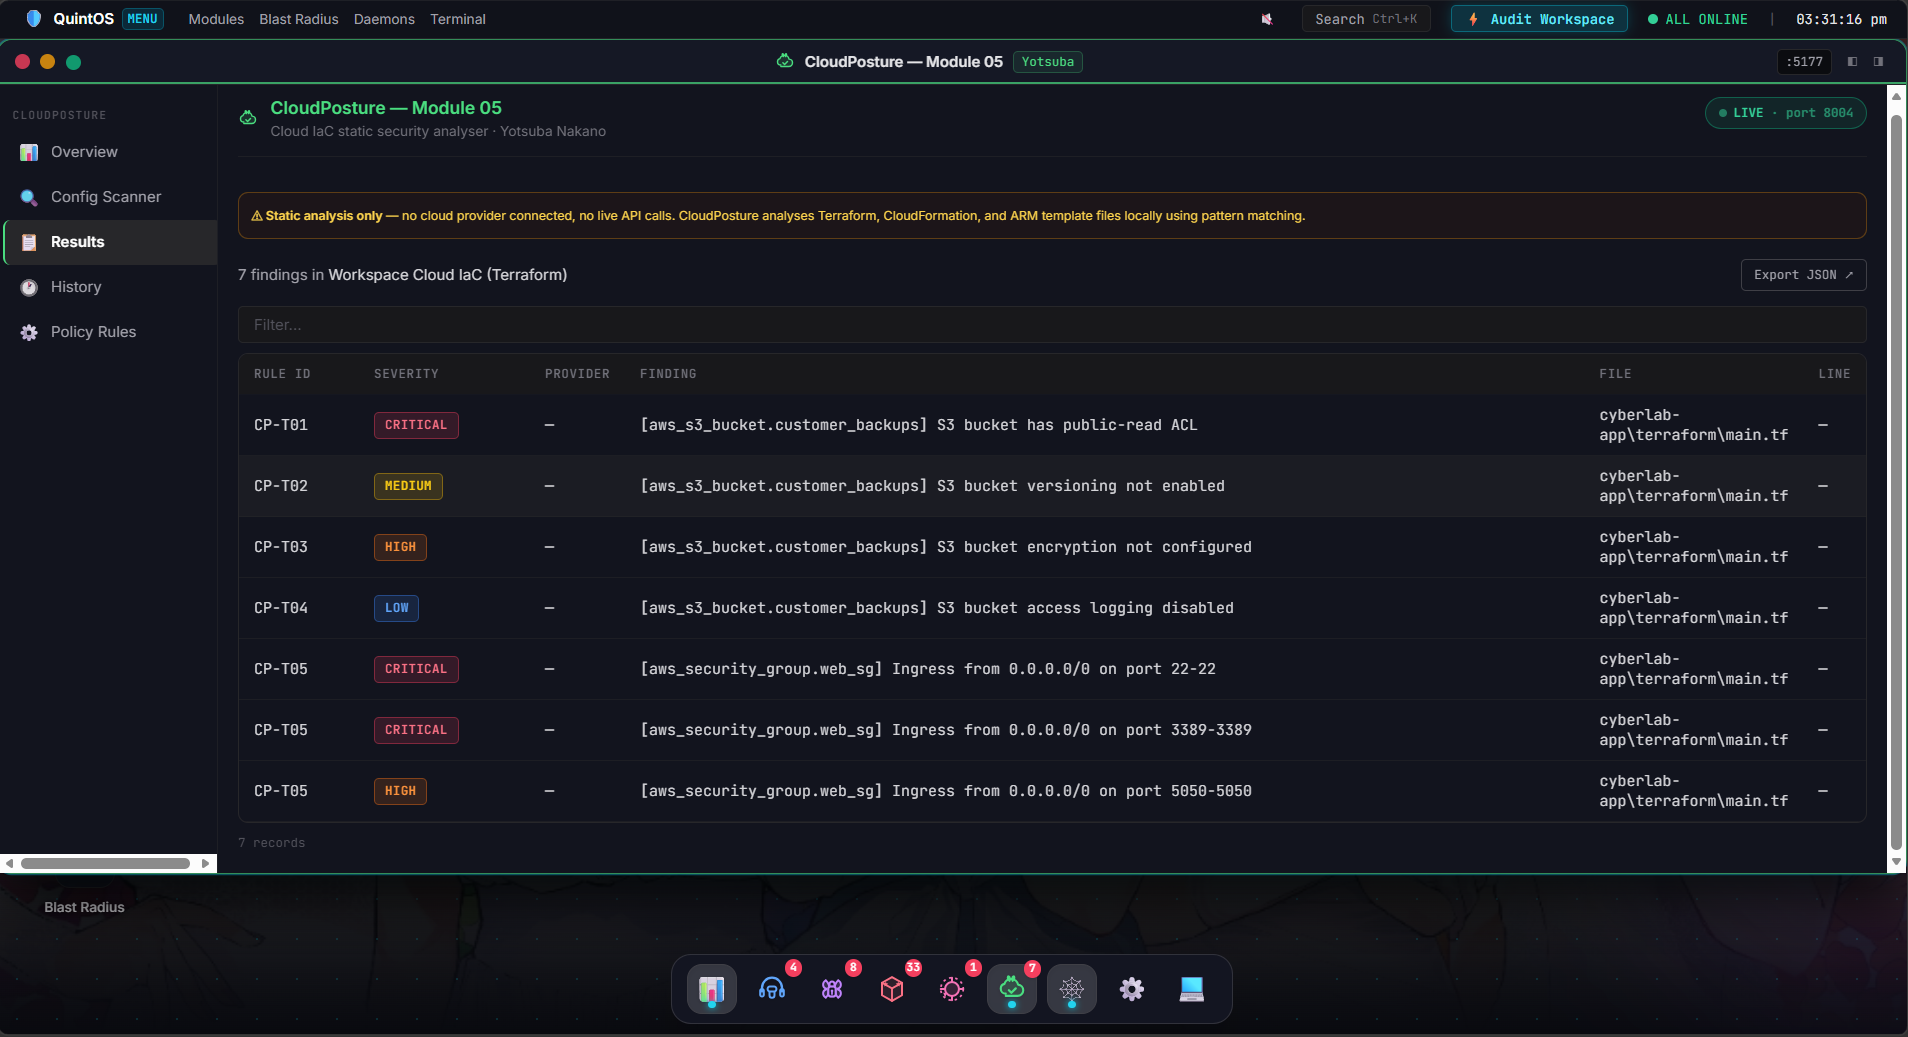 QuintOS MENU Modules Blast Radius Daemons Terminal Search Ctrl+K Audit Workspace ALL ONLINE | 03:31:16 pm
CloudPosture — Module 05 Yotsuba :5177
CLOUDPOSTURE
Overview
Config Scanner
Results
History
Policy Rules
CloudPosture — Module 05
Cloud IaC static security analyser · Yotsuba Nakano
LIVE · port 8004
Static analysis only — no cloud provider connected, no live API calls. CloudPosture analyses Terraform, CloudFormation, and ARM template files locally using pattern matching.
7 findings in Workspace Cloud IaC (Terraform)
Export JSON ↗
Filter...
RULE ID SEVERITY PROVIDER FINDING FILE LINE
CP-T01 CRITICAL — [aws_s3_bucket.customer_backups] S3 bucket has public-read ACL cyberlab-
app\terraform\main.tf —
CP-T02 MEDIUM — [aws_s3_bucket.customer_backups] S3 bucket versioning not enabled cyberlab-
app\terraform\main.tf —
CP-T03 HIGH — [aws_s3_bucket.customer_backups] S3 bucket encryption not configured cyberlab-
app\terraform\main.tf —
CP-T04 LOW — [aws_s3_bucket.customer_backups] S3 bucket access logging disabled cyberlab-
app\terraform\main.tf —
CP-T05 CRITICAL — [aws_security_group.web_sg] Ingress from 0.0.0.0/0 on port 22-22 cyberlab-
app\terraform\main.tf —
CP-T05 CRITICAL — [aws_security_group.web_sg] Ingress from 0.0.0.0/0 on port 3389-3389 cyberlab-
app\terraform\main.tf —
CP-T05 HIGH — [aws_security_group.web_sg] Ingress from 0.0.0.0/0 on port 5050-5050 cyberlab-
app\terraform\main.tf —
7 records
Blast Radius
4 8 33 1 7